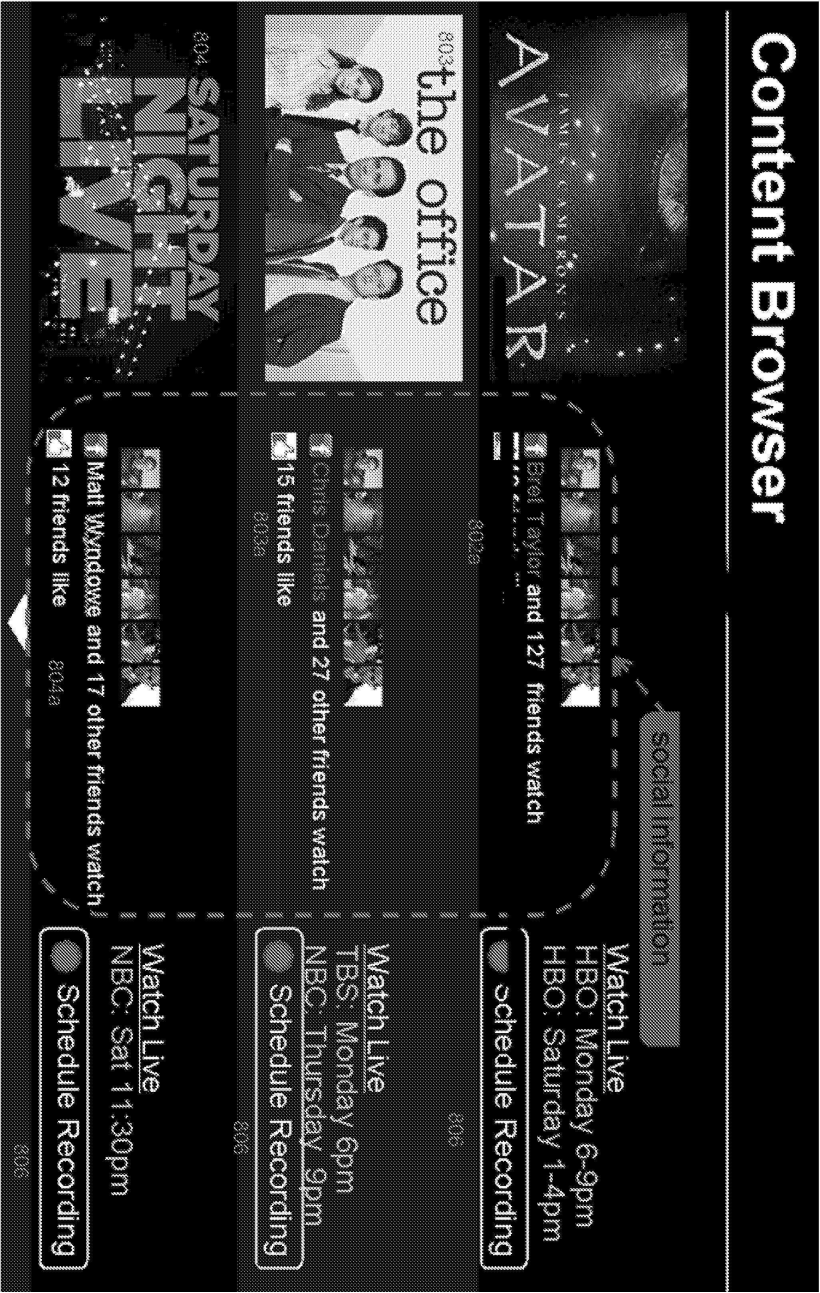 Content Browser
social information
JAMES CAMERON'S
AVATAR
Bret Taylor and 127 friends watch
802a
Watch Live
HBO: Monday 6-9pm
HBO: Saturday 1-4pm
Schedule Recording
806
803
the office
Chris Daniels and 27 other friends watch
15 friends like
803a
Watch Live
TBS: Monday 6pm
NBC: Thursday 9pm
Schedule Recording
806
804
SATURDAY
NIGHT
LIVE
Matt Wyndowe and 17 other friends watch
12 friends like
804a
Watch Live
NBC: Sat 11:30pm
Schedule Recording
806